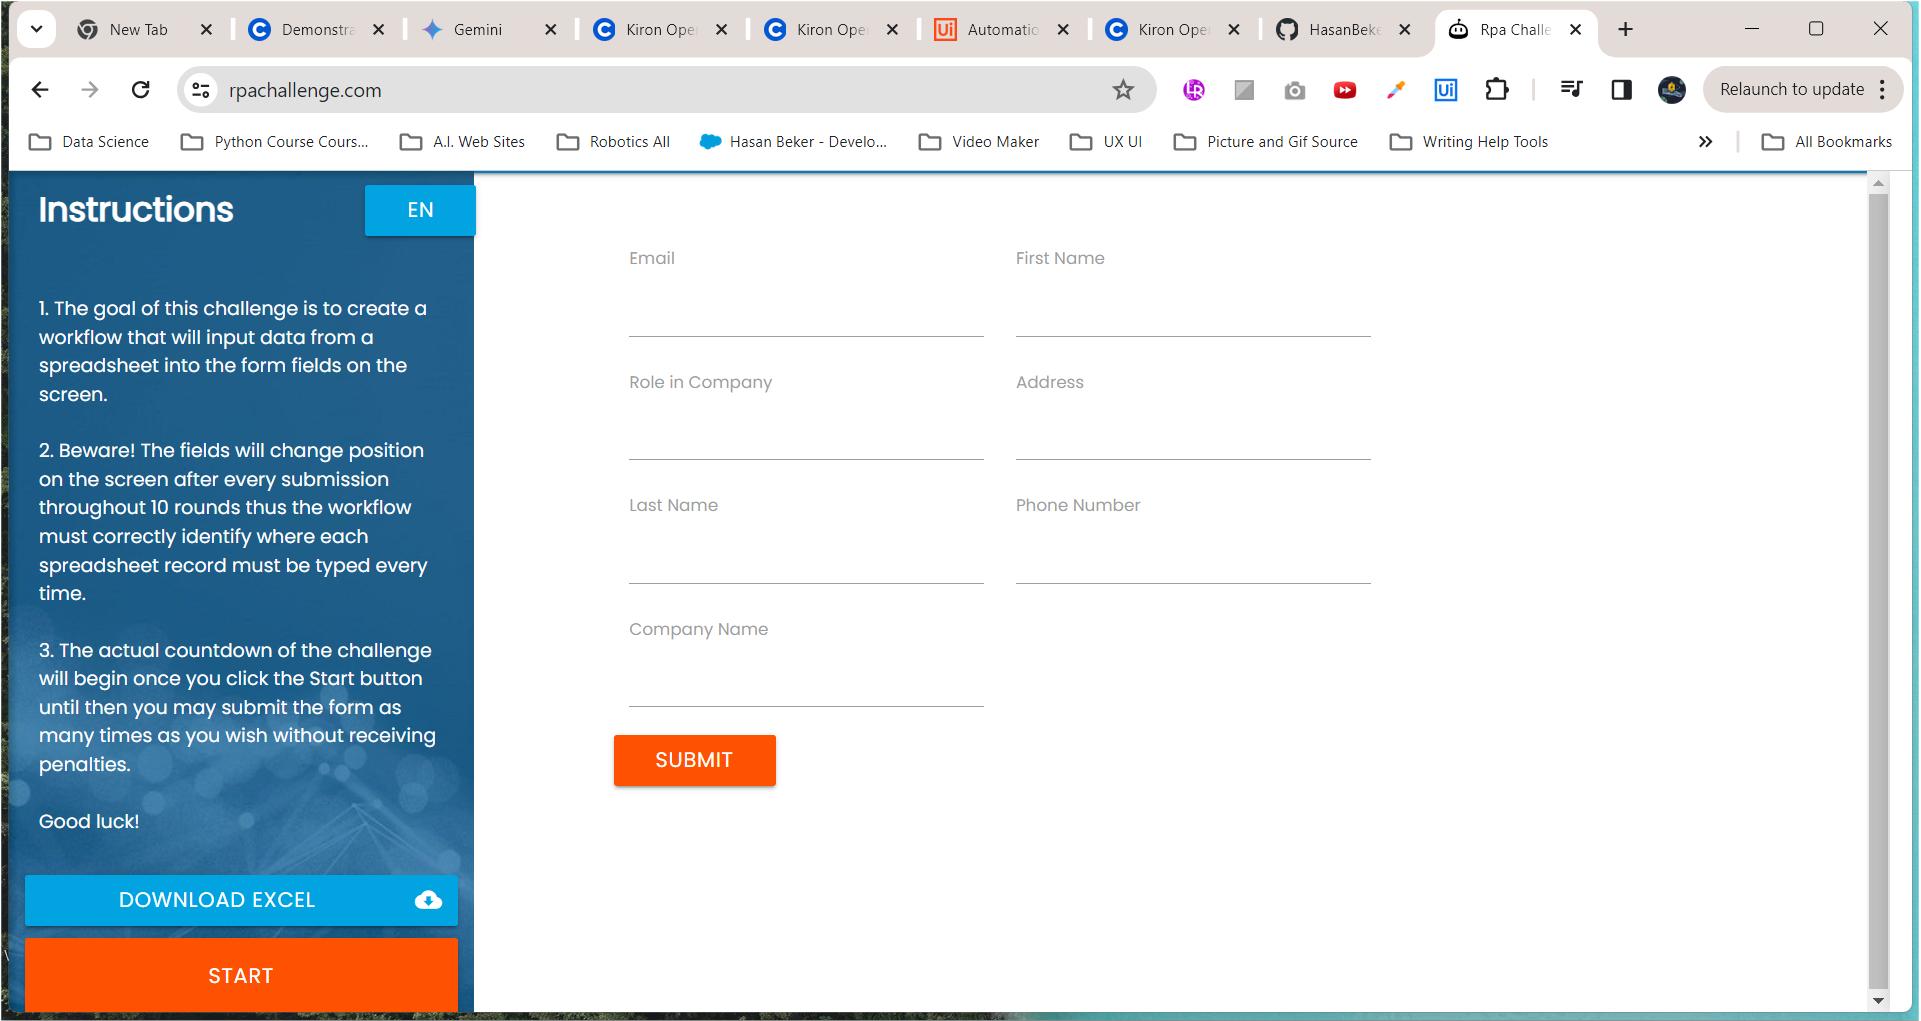 New Tab
Demonstra
Gemini
Kiron Ope
Kiron Ope
Automatio
Kiron Ope
HasanBeke
Rpa Challe
rpachallenge.com
Relaunch to update
Data Science
Python Course Cours...
A.I. Web Sites
Robotics All
Hasan Beker - Develo...
Video Maker
UX UI
Picture and Gif Source
Writing Help Tools
All Bookmarks
Instructions
EN
1. The goal of this challenge is to create a
workflow that will input data from a
spreadsheet into the form fields on the
screen.
2. Beware! The fields will change position
on the screen after every submission
throughout 10 rounds thus the workflow
must correctly identify where each
spreadsheet record must be typed every
time.
3. The actual countdown of the challenge
will begin once you click the Start button
until then you may submit the form as
many times as you wish without receiving
penalties.
Good luck!
DOWNLOAD EXCEL
START
Email
First Name
Role in Company
Address
Last Name
Phone Number
Company Name
SUBMIT